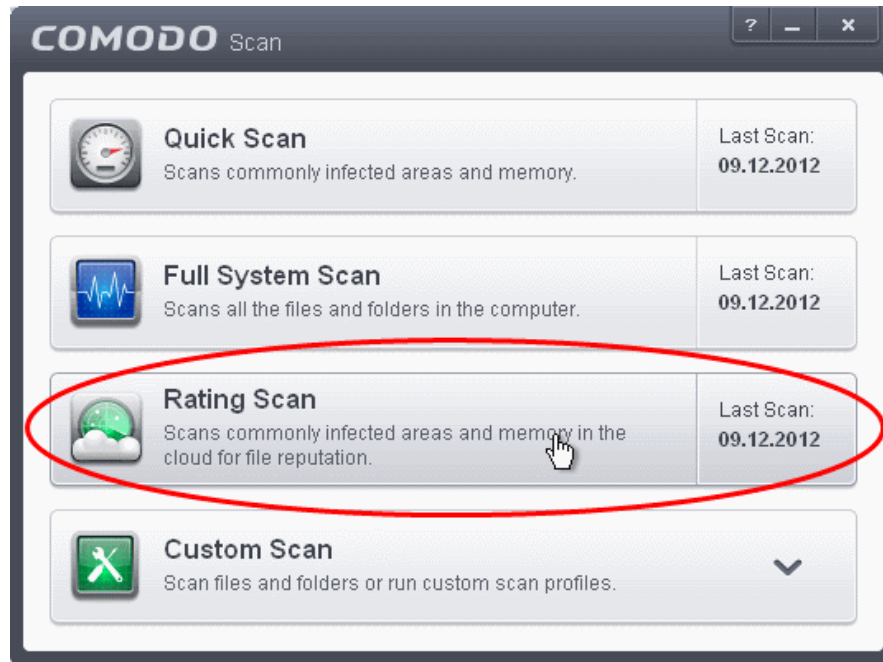 COMODO Scan
? – ×
Quick Scan
Scans commonly infected areas and memory.
Last Scan:
09.12.2012
Full System Scan
Scans all the files and folders in the computer.
Last Scan:
09.12.2012
Rating Scan
Scans commonly infected areas and memory in the
cloud for file reputation.
Last Scan:
09.12.2012
Custom Scan
Scan files and folders or run custom scan profiles.